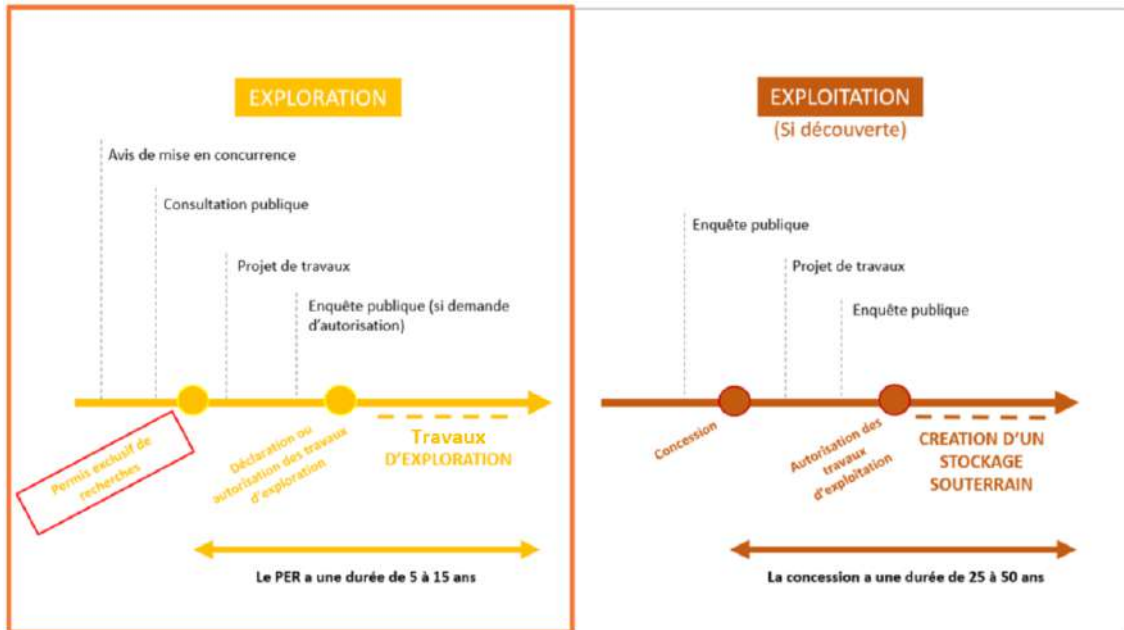 EXPLORATION
Avis de mise en concurrence
Consultation publique
Projet de travaux
Enquête publique (si demande
d'autorisation)
Permis exclusif de
recherches
Déclaration ou
autorisation des travaux
d'exploration
Travaux
D'EXPLORATION
Le PER a une durée de 5 à 15 ans
EXPLOITATION
(Si découverte)
Enquête publique
Projet de travaux
Enquête publique
Concession
Autorisation des
travaux
d'exploitation
CREATION D'UN
STOCKAGE
SOUTERRAIN
La concession a une durée de 25 à 50 ans